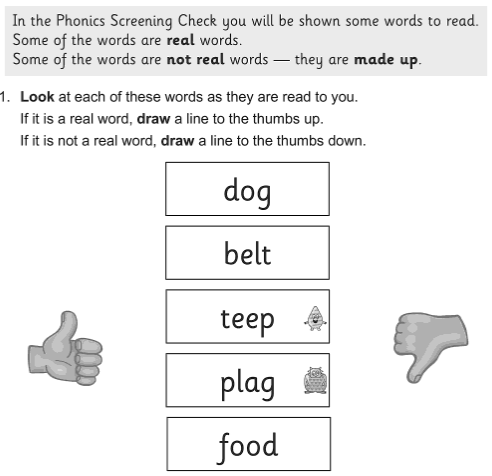 In the Phonics Screening Check you will be shown some words to read.
Some of the words are real words.
Some of the words are not real words — they are made up.
1. Look at each of these words as they are read to you.
If it is a real word, draw a line to the thumbs up.
If it is not a real word, draw a line to the thumbs down.
dog
belt
teep
plag
food